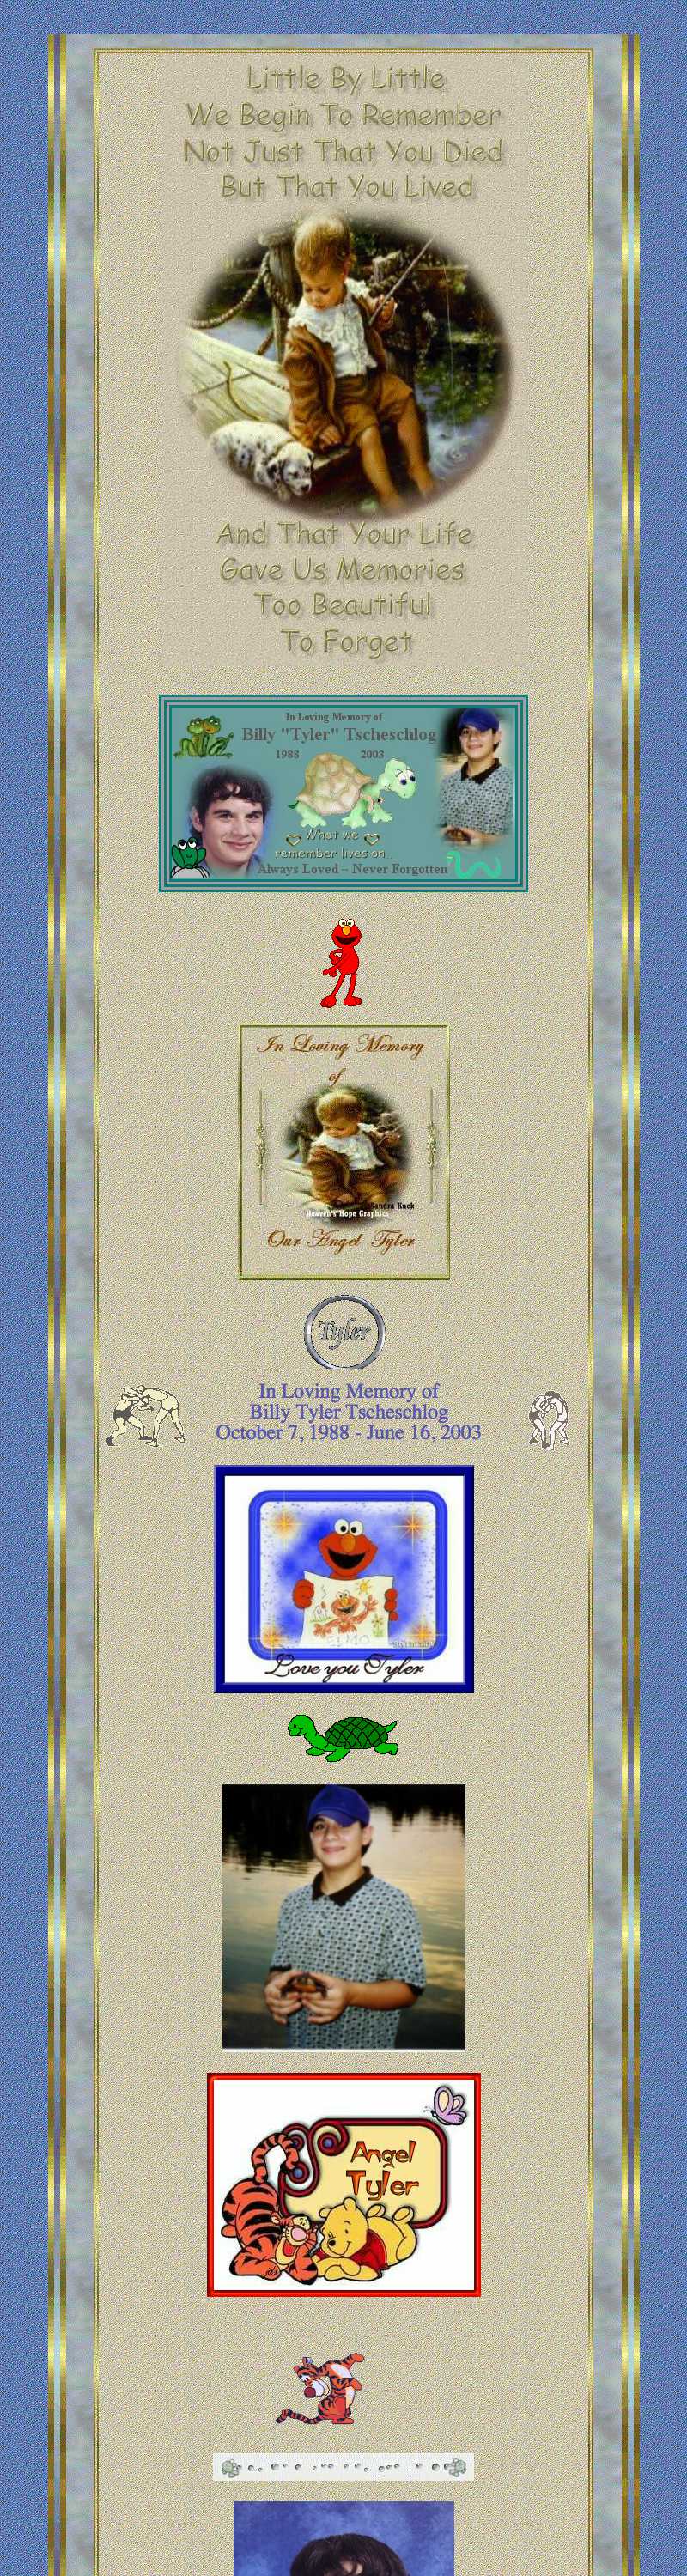 Little By Little
We Begin To Remember
Not Just That You Died
But That You Lived
And That Your Life
Gave Us Memories
Too Beautiful
To Forget
In Loving Memory of
Billy "Tyler" Tscheschlog
1988 2003
What we
remember lives on
Always Loved - Never Forgotten
In Loving Memory
of
Sandra Kuck
Heaven's Hope Graphics
Our Angel Tyler
Tyler
In Loving Memory of
Billy Tyler Tscheschlog
October 7, 1988 - June 16, 2003
ELMO
Love you Tyler
Angel
Tyler